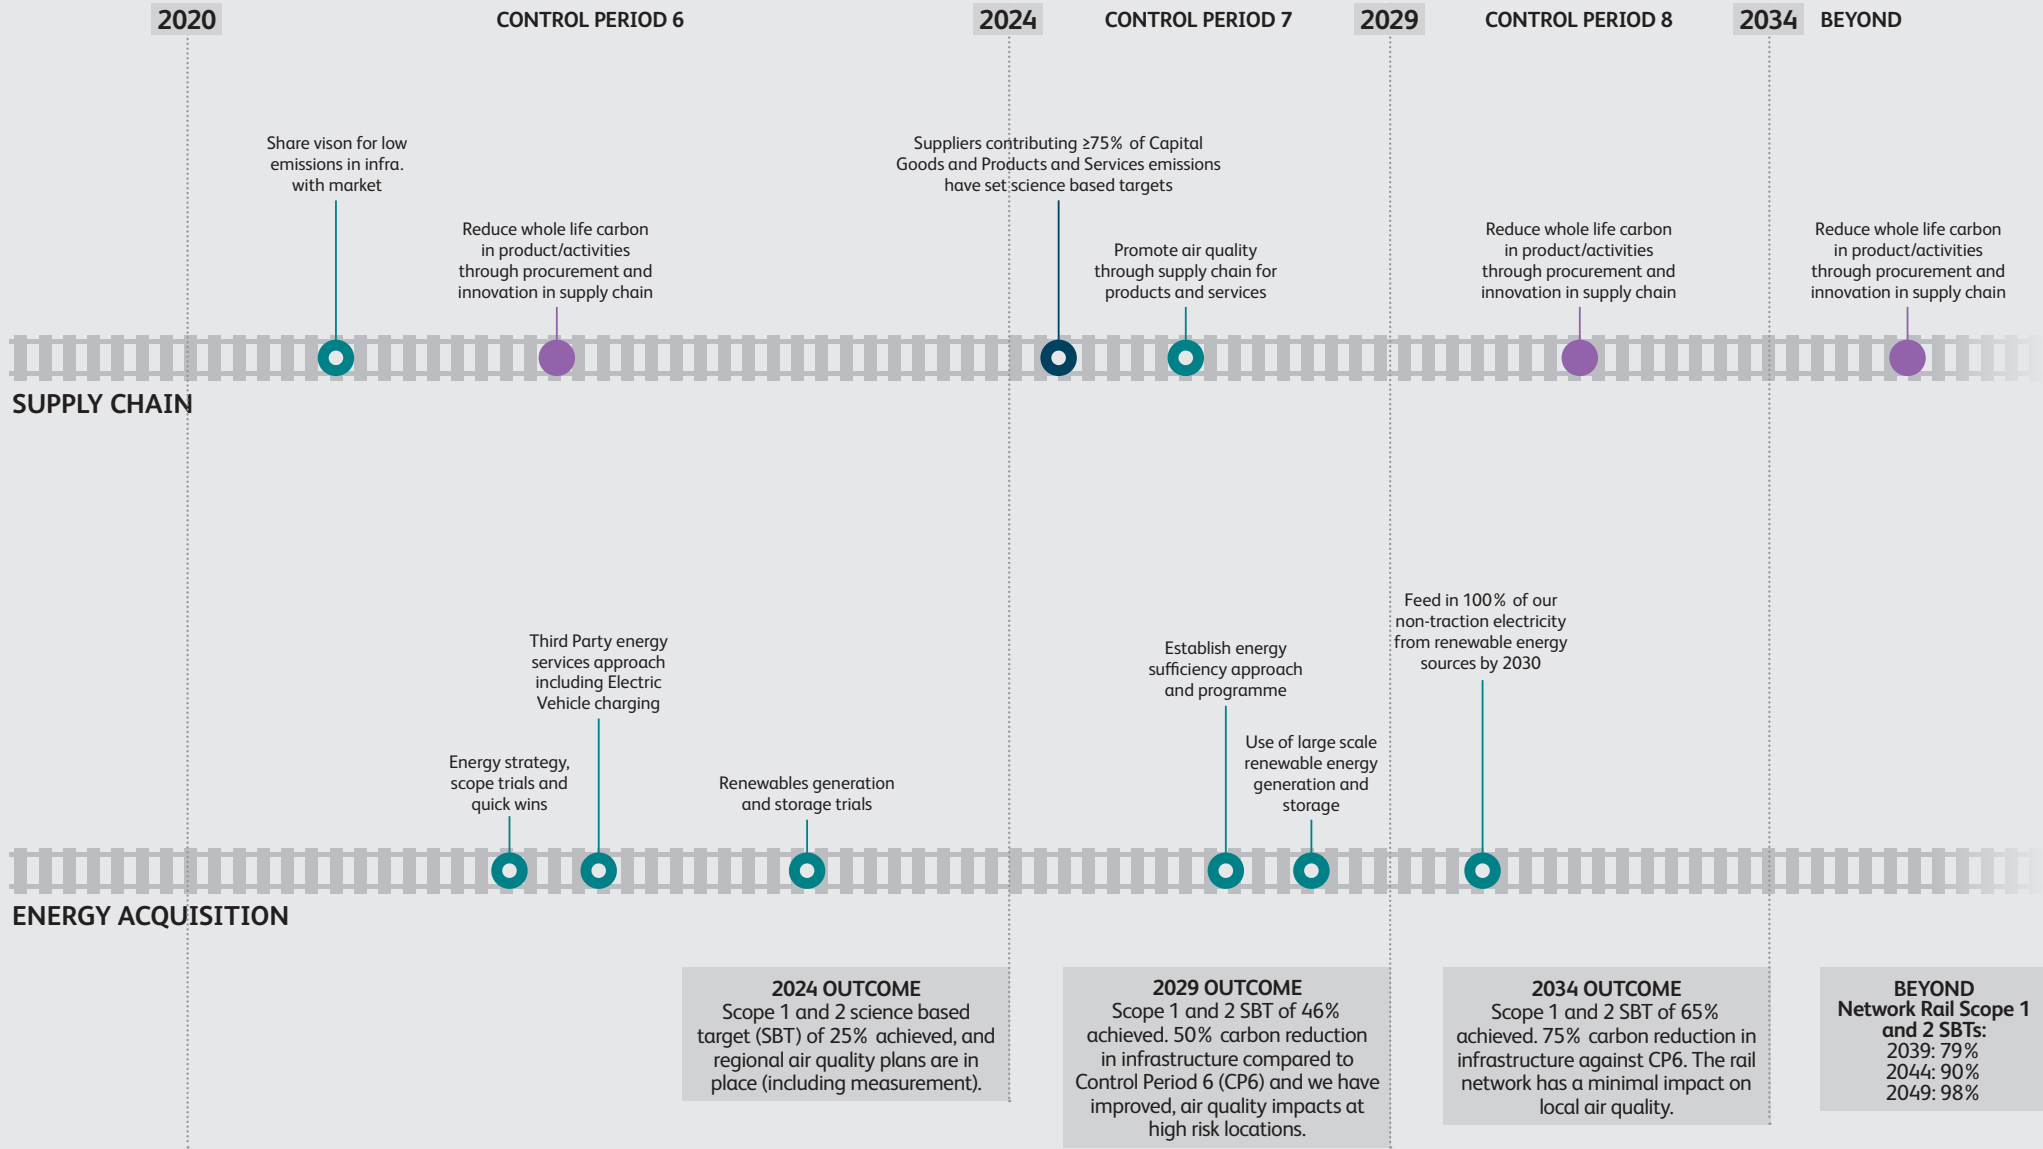 2020
CONTROL PERIOD 6
2024
CONTROL PERIOD 7
2029
CONTROL PERIOD 8
2034
BEYOND
Share vison for low
emissions in infra.
with market
Reduce whole life carbon
in product/activities
through procurement and
innovation in supply chain
Suppliers contributing ≥75% of Capital
Goods and Products and Services emissions
have set science based targets
Promote air quality
through supply chain for
products and services
Reduce whole life carbon
in product/activities
through procurement and
innovation in supply chain
Reduce whole life carbon
in product/activities
through procurement and
innovation in supply chain
SUPPLY CHAIN
Energy strategy,
scope trials and
quick wins
Third Party energy
services approach
including Electric
Vehicle charging
Renewables generation
and storage trials
Establish energy
sufficiency approach
and programme
Use of large scale
renewable energy
generation and
storage
Feed in 100% of our
non-traction electricity
from renewable energy
sources by 2030
ENERGY ACQUISITION
2024 OUTCOME
Scope 1 and 2 science based
target (SBT) of 25% achieved, and
regional air quality plans are in
place (including measurement).
2029 OUTCOME
Scope 1 and 2 SBT of 46%
achieved. 50% carbon reduction
in infrastructure compared to
Control Period 6 (CP6) and we have
improved, air quality impacts at
high risk locations.
2034 OUTCOME
Scope 1 and 2 SBT of 65%
achieved. 75% carbon reduction in
infrastructure against CP6. The rail
network has a minimal impact on
local air quality.
BEYOND
Network Rail Scope 1
and 2 SBTs:
2039: 79%
2044: 90%
2049: 98%